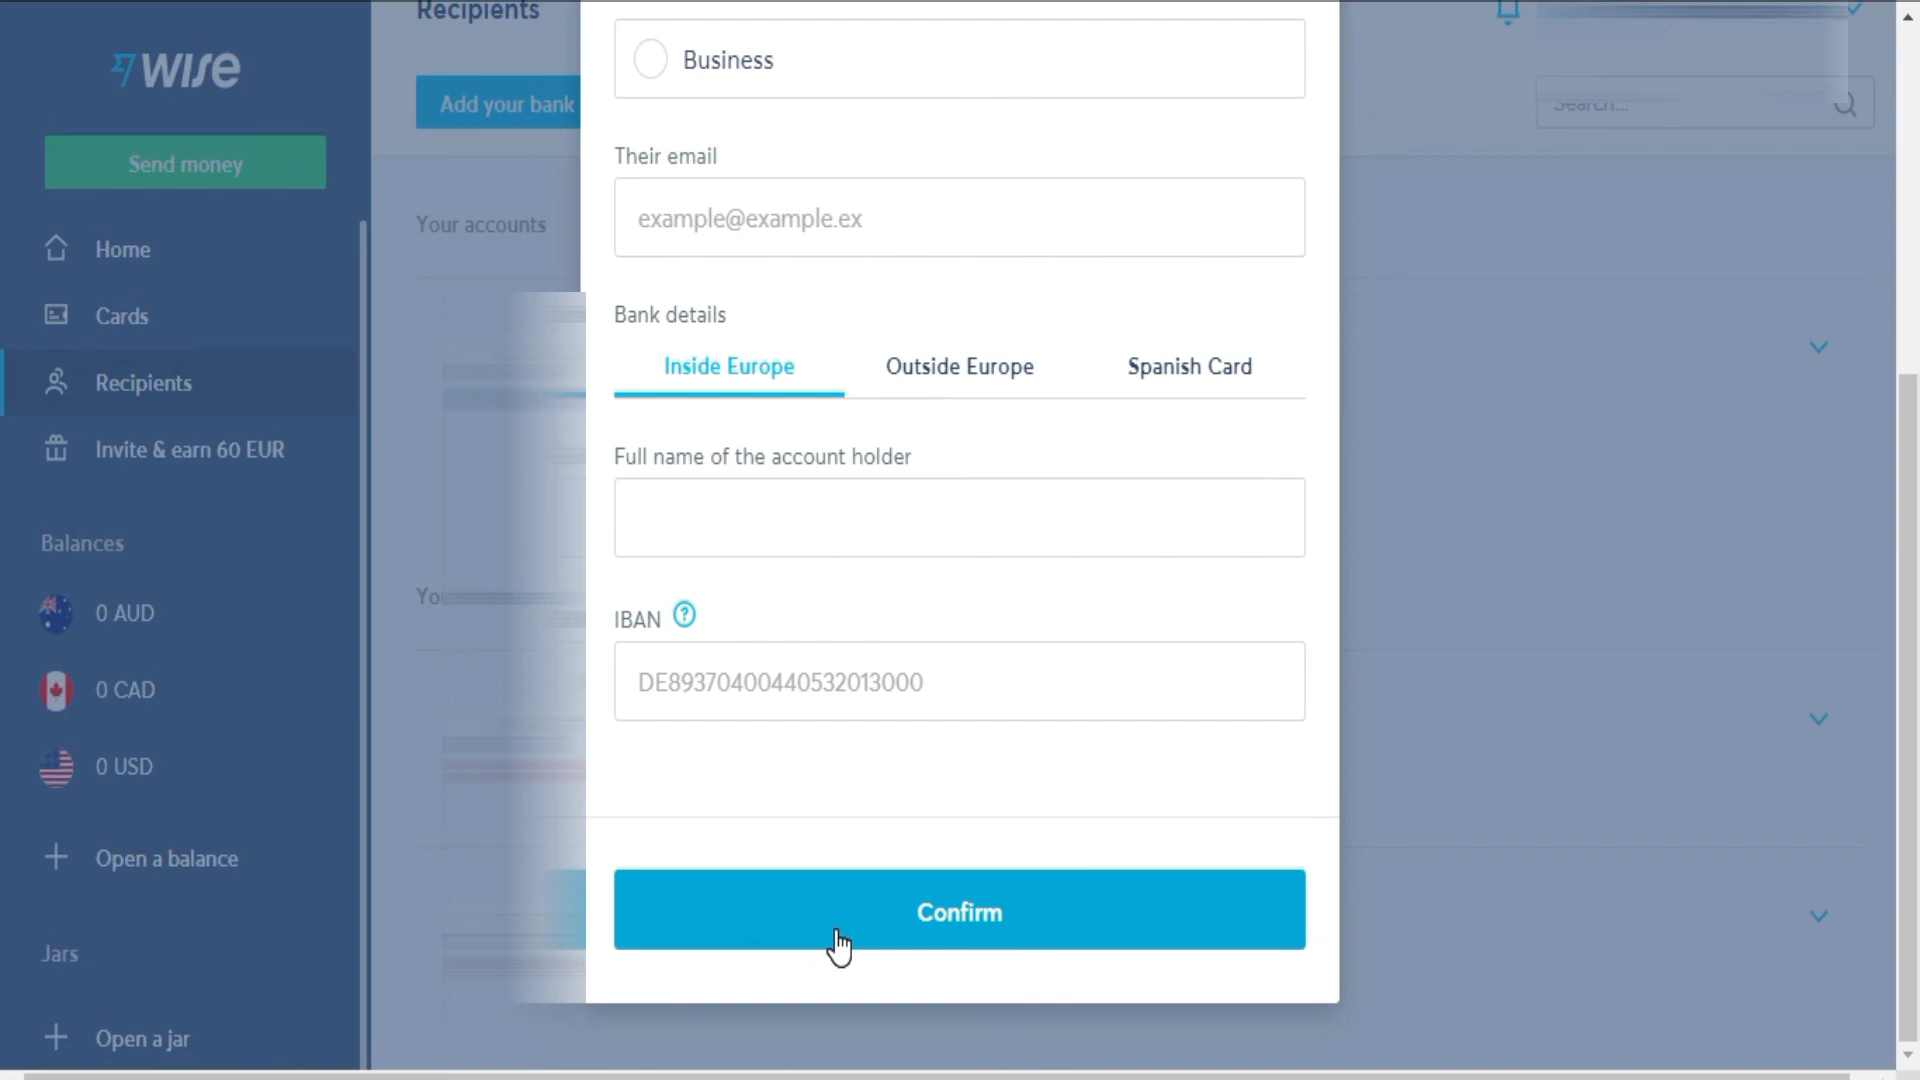 wise
Send money
Home
Cards
Recipients
Invite & earn 60 EUR
Balances
0 AUD
0 CAD
0 USD
Open a balance
Jars
Open a jar
Recipients
Add your bank
Search...
Your accounts
Yo
Business
Their email
example@example.ex
Bank details
Inside Europe
Outside Europe
Spanish Card
Full name of the account holder
IBAN ?
DE89370400440532013000
Confirm